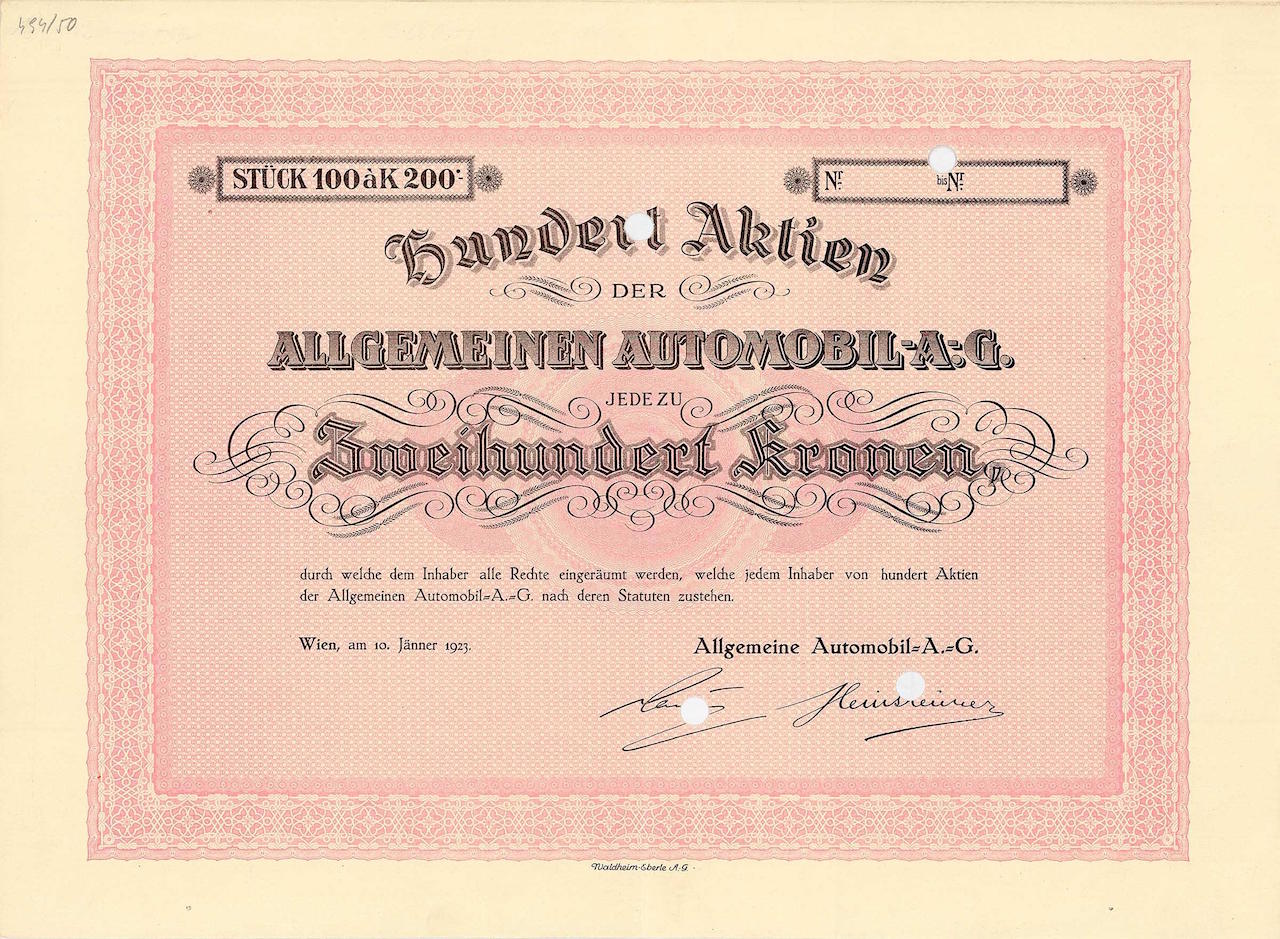 494/50
STÜCK 100 à K 200·-
Nr. bis Nr.
Hundert Aktien
DER
ALLGEMEINEN AUTOMOBIL-A.-G.
JEDE ZU
Zweihundert Kronen
durch welche dem Inhaber alle Rechte eingeräumt werden, welche jedem Inhaber von hundert Aktien
der Allgemeinen Automobil=A.=G. nach deren Statuten zustehen.
Wien, am 10. Jänner 1923.
Allgemeine Automobil=A.=G.
Waldheim-Eberle A.-G.